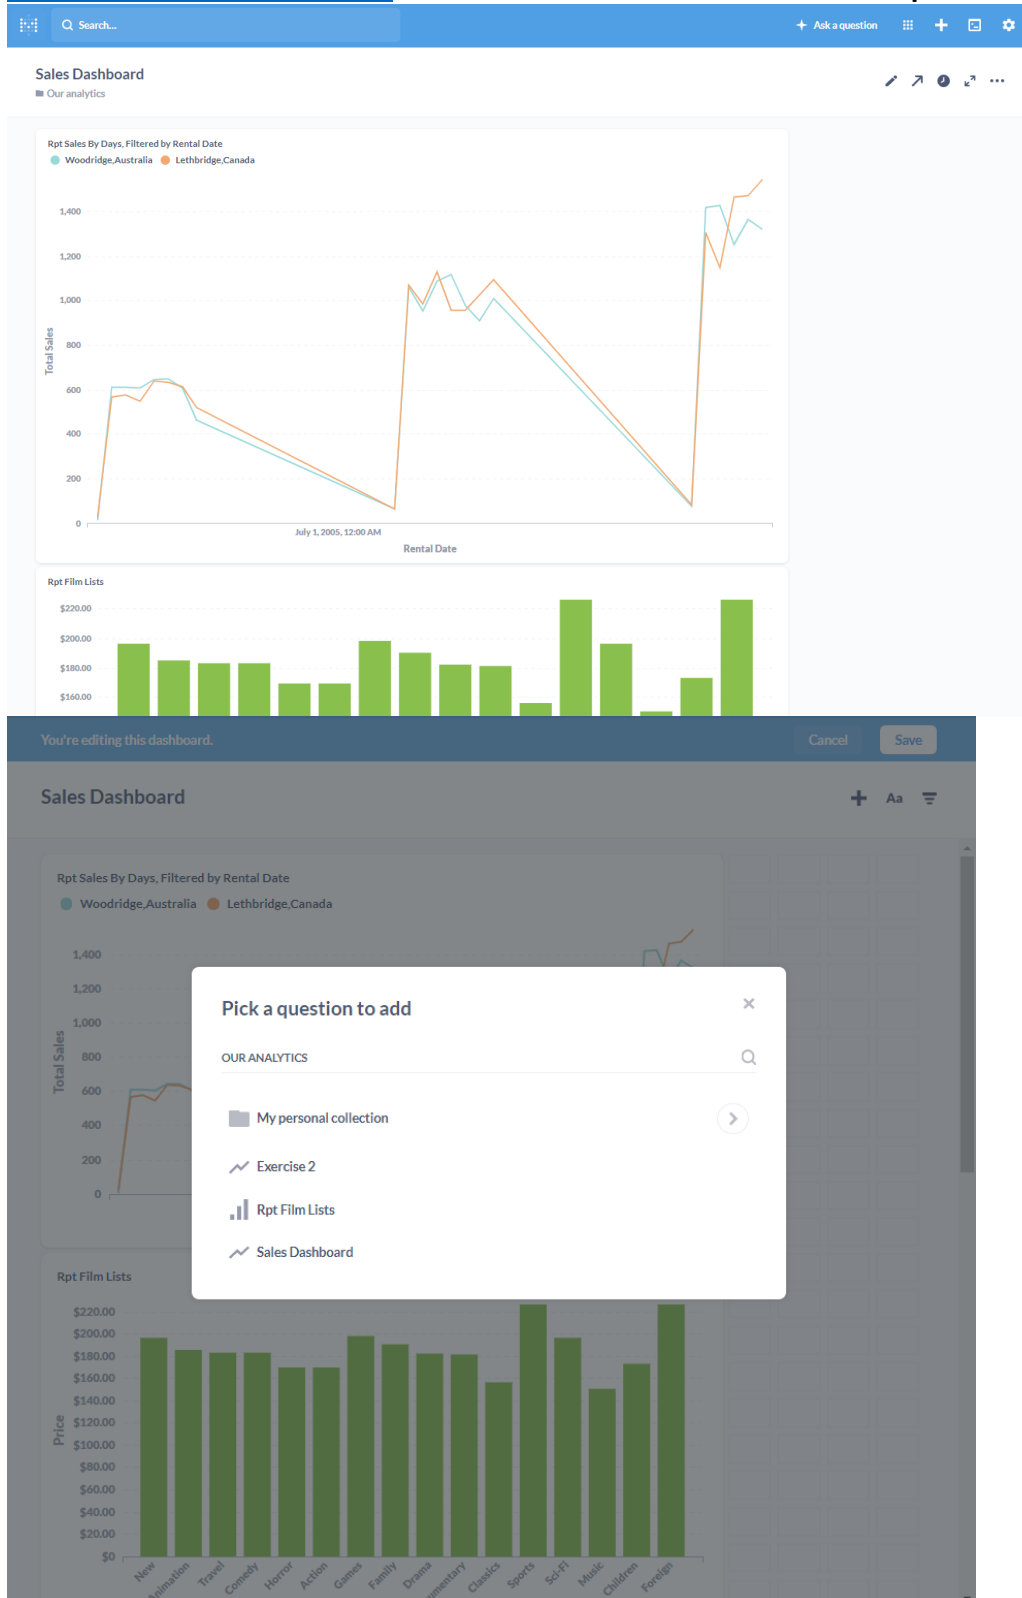 Search...
Ask a question
Sales Dashboard
Our analytics
Rpt Sales By Days, Filtered by Rental Date
Woodridge,Australia Lethbridge,Canada
1,400
1,200
1,000
800
600
400
200
0
Total Sales
July 1, 2005, 12:00 AM
Rental Date
Rpt Film Lists
$220.00
$200.00
$180.00
$160.00
You're editing this dashboard.
Cancel Save
Sales Dashboard
Aa
Rpt Sales By Days, Filtered by Rental Date
Woodridge,Australia Lethbridge,Canada
1,400
1,200
1,000
800
600
400
200
0
Total Sales
Pick a question to add
OUR ANALYTICS
My personal collection
Exercise 2
Rpt Film Lists
Sales Dashboard
Rpt Film Lists
$220.00
$200.00
$180.00
$160.00
$140.00
$120.00
$100.00
$80.00
$60.00
$40.00
$20.00
$0
Price
New Animation Travel Comedy Horror Action Games Family Drama umentary Classics Sports Sci-Fi Music Children Foreign